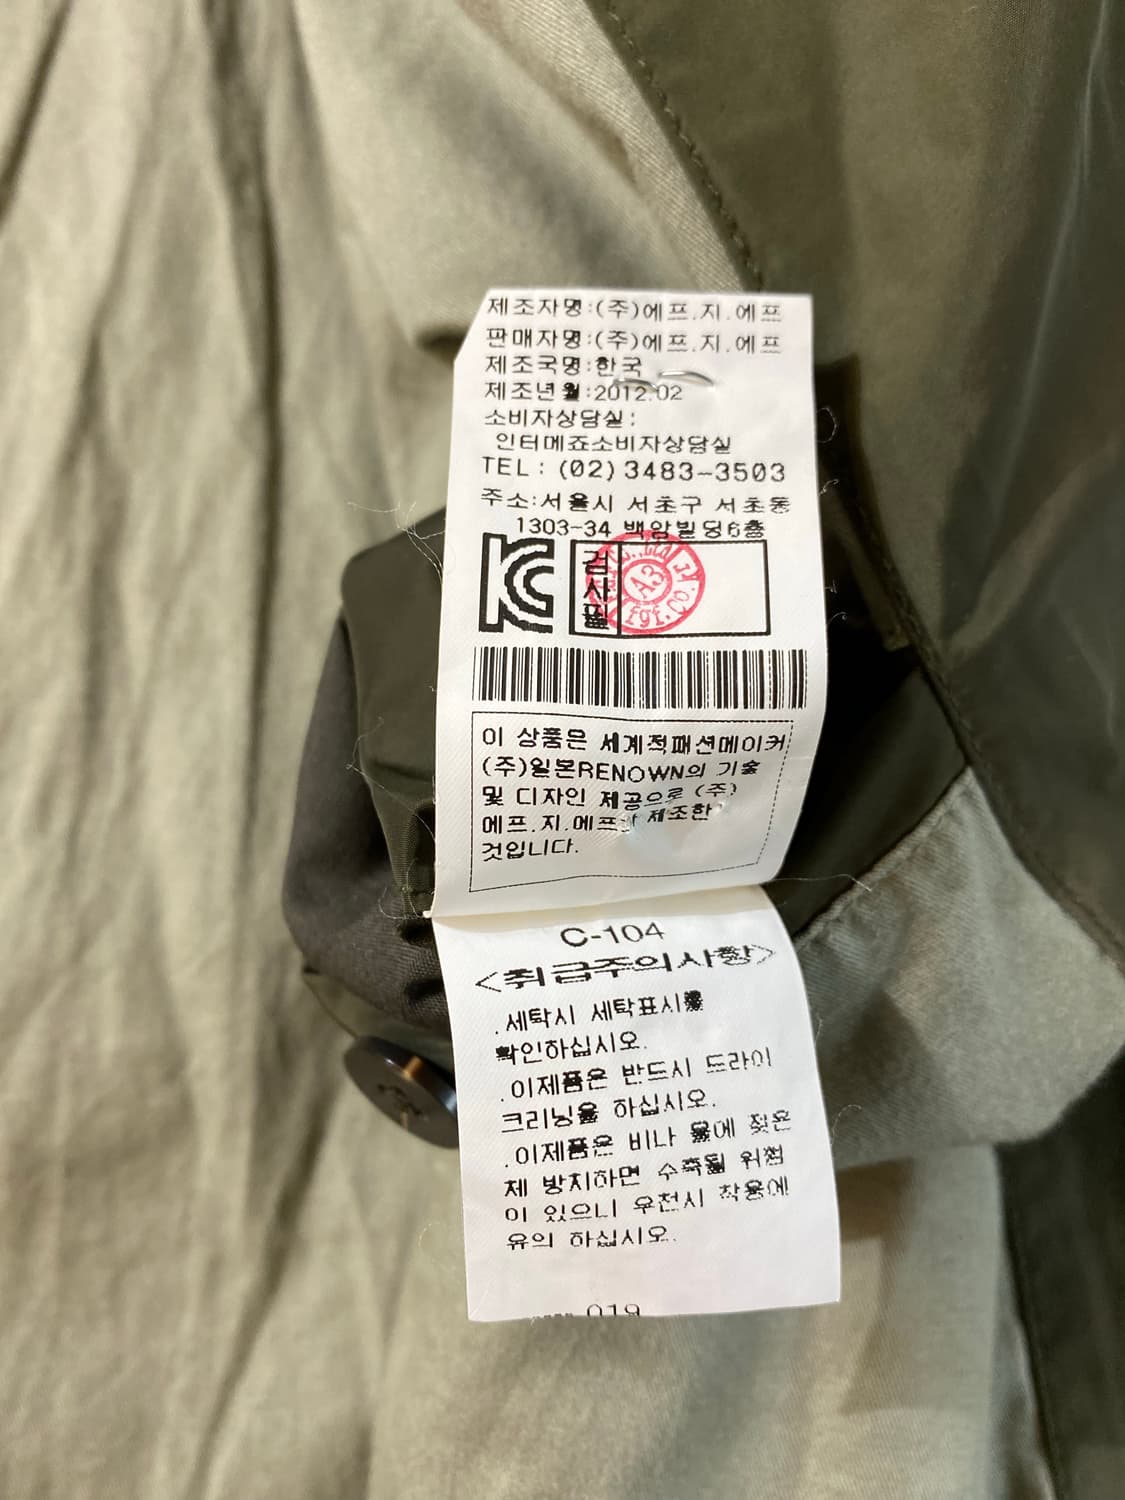 제조자명:(주)에프.지.에프
판매자명:(주)에프.지.에프
제조국명:한국
제조년월:2012.02
소비자상담실:
인터메죠소비자상담실
TEL : (02) 3483-3503
주소:서울시 서초구 서초동
1303-34 백암빌딩6층
KC
검사필
A3
fgf.co.
이 상품은 세계적패션메이커
(주)일본RENOWN의 기술
및 디자인 제공으로 (주)
에프.지.에프가 제조한
것입니다.
C-104
<취급주의사항>
.세탁시 세탁표시를
확인하십시오.
.이제품은 반드시 드라이
크리닝을 하십시오.
.이제품은 비나 물에 젖은
채 방치하면 수축될 위험
이 있으니 우천시 착용에
유의 하십시오.
019